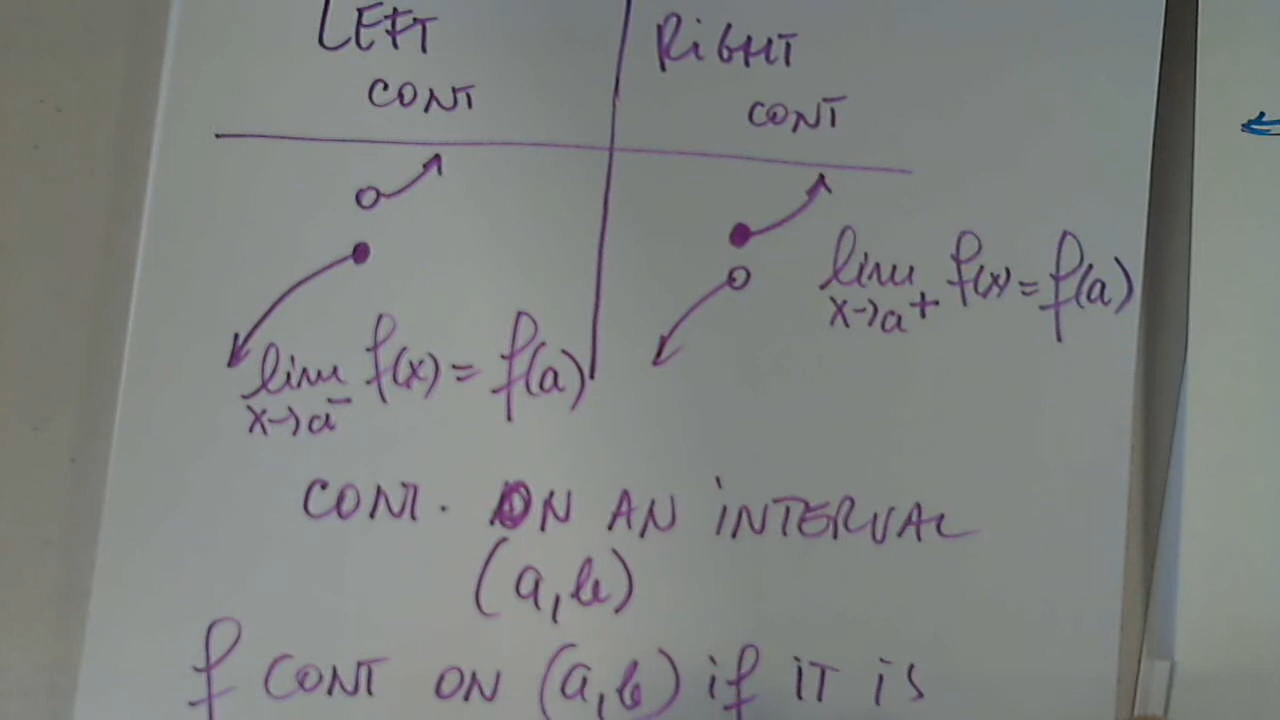 LEFT
CONT
RiGHT
CONT
lim f(x) = f(a)
x→a⁻
lim f(x) = f(a)
x→a⁺
CONT. ON AN iNTERVAL
(a,b)
f CONT ON (a,b) if iT iS